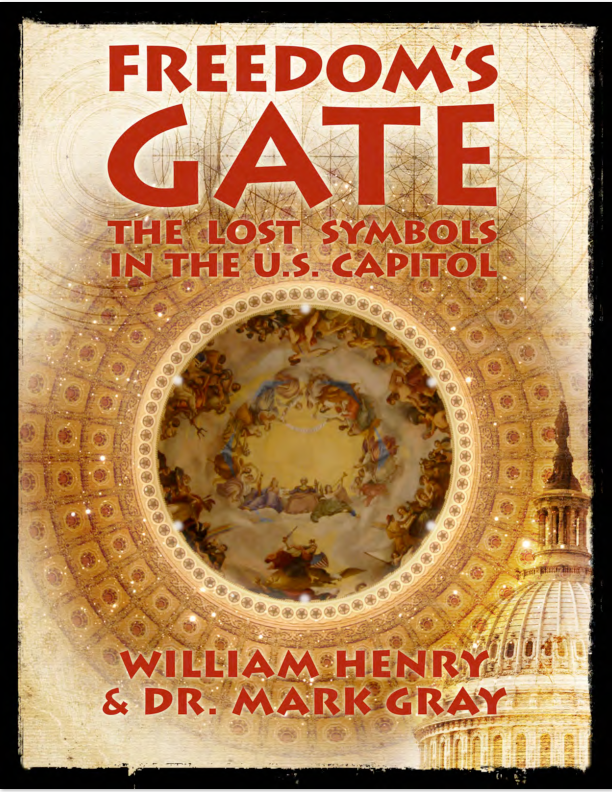 FREEDOM'S
GATE
THE LOST SYMBOLS
IN THE U.S. CAPITOL
WILLIAM HENRY
& DR. MARK GRAY